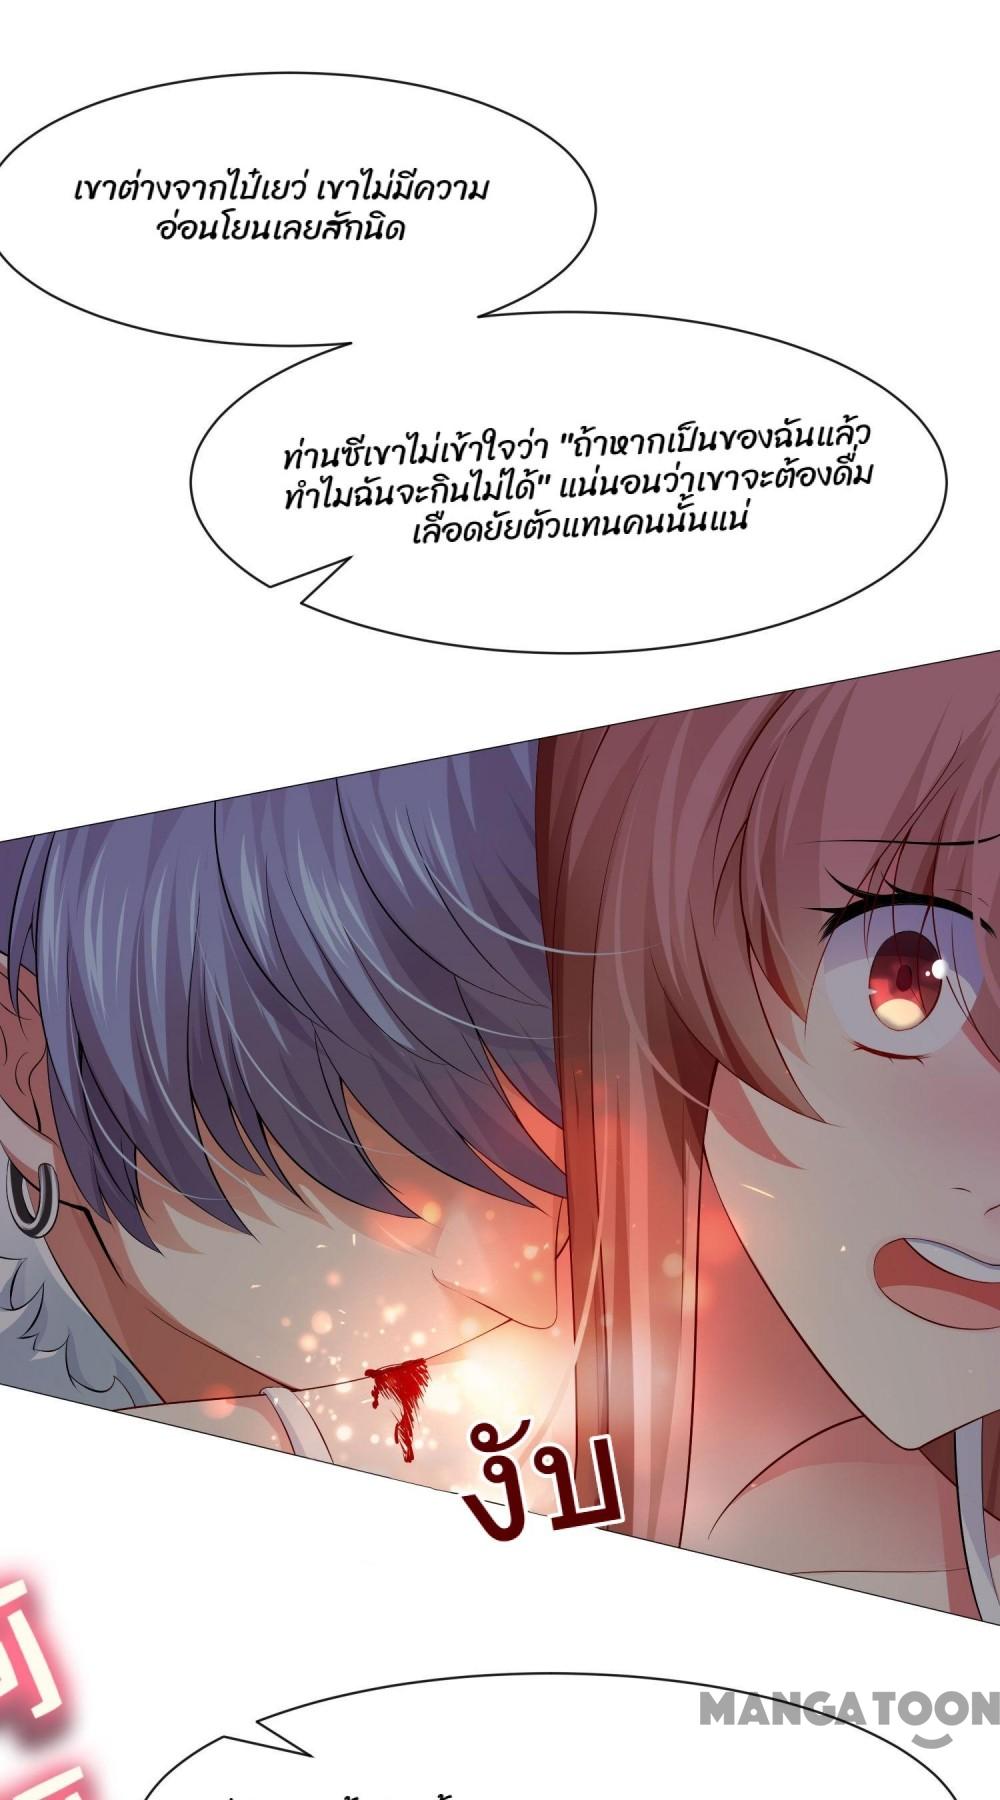 เขาต่างจากไป๋เยว่ เขาไม่มีความ
อ่อนโยนเลยสักนิด
ท่านซีเขาไม่เข้าใจว่า "ถ้าหากเป็นของฉันแล้ว
ทำไมฉันจะกินไม่ได้" แน่นอนว่าเขาจะต้องดื่ม
เลือดยัยตัวแทนคนนั้นแน่
งับ
MANGATOON